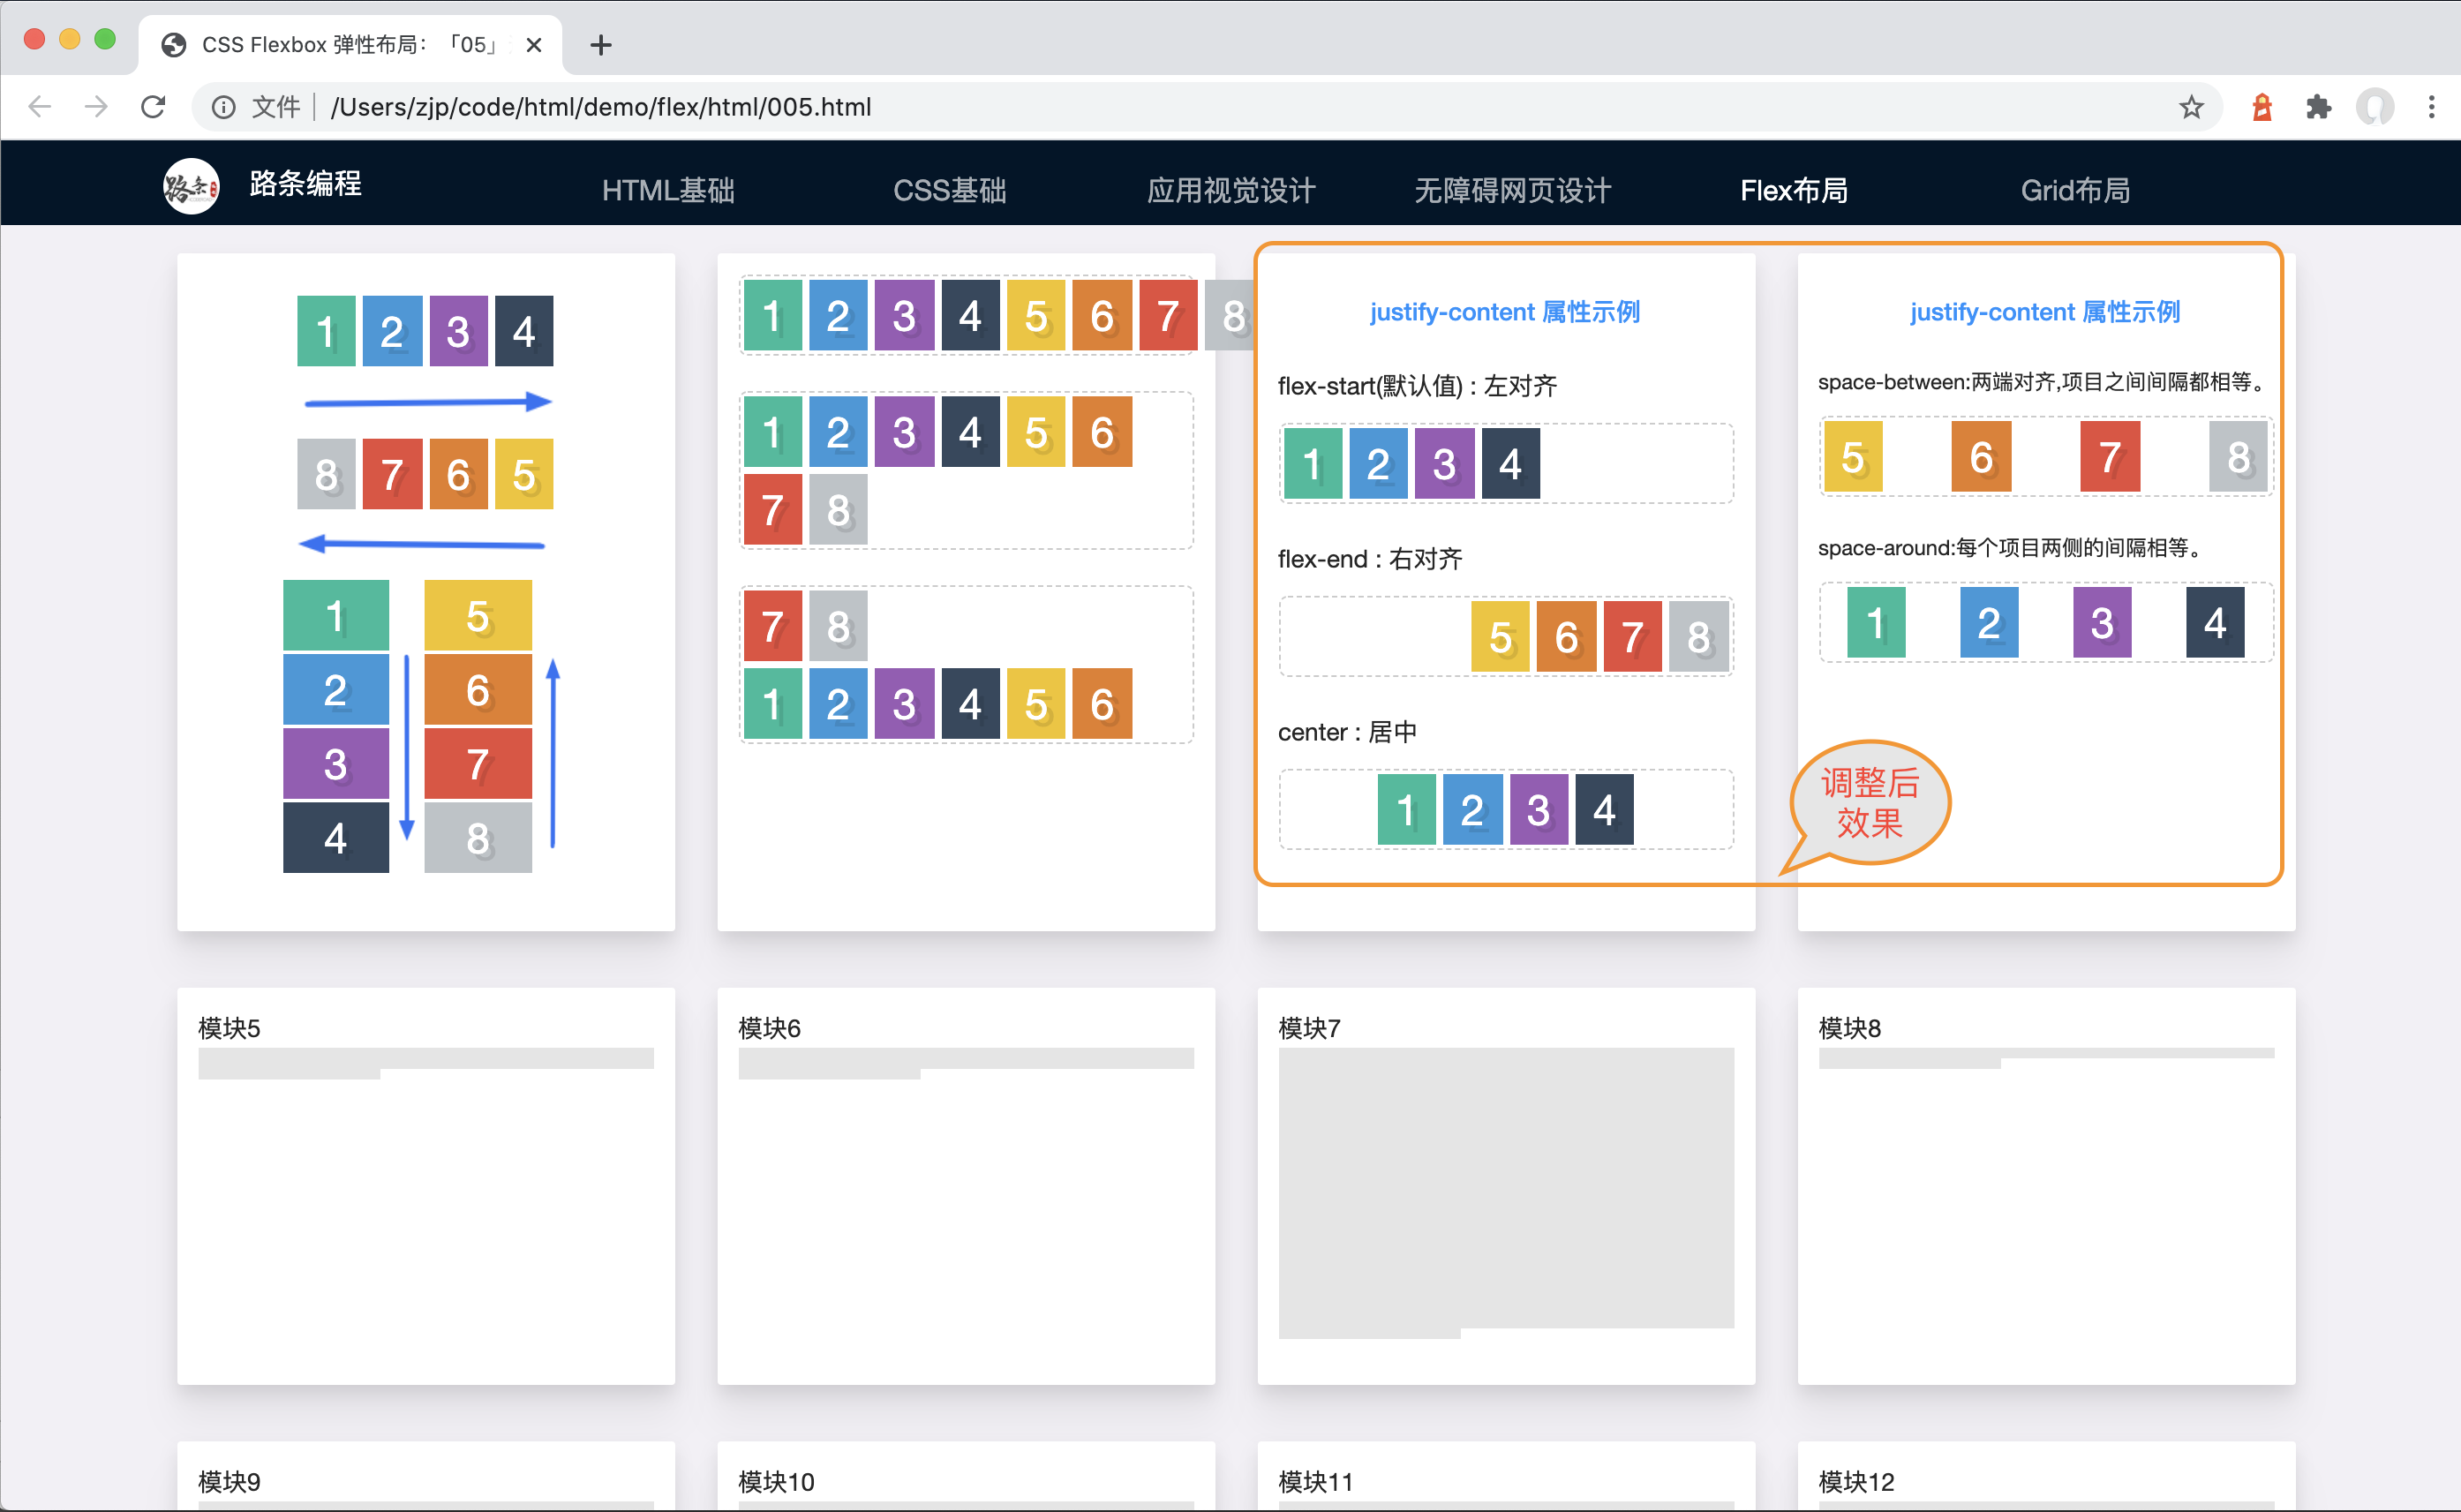 CSS Flexbox 弹性布局：「05」
文件 /Users/zjp/code/html/demo/flex/html/005.html
路条
路条编程 HTML基础 CSS基础 应用视觉设计 无障碍网页设计 Flex布局 Grid布局
1 2 3 4
8 7 6 5
1 5
2 6
3 7
4 8
1 2 3 4 5 6 7 8
1 2 3 4 5 6
7 8
7 8
1 2 3 4 5 6
justify-content 属性示例
flex-start(默认值) : 左对齐
1 2 3 4
flex-end : 右对齐
5 6 7 8
center : 居中
1 2 3 4
justify-content 属性示例
space-between:两端对齐,项目之间间隔都相等。
5 6 7 8
space-around:每个项目两侧的间隔相等。
1 2 3 4
调整后
效果
模块5
模块6
模块7
模块8
模块9
模块10
模块11
模块12